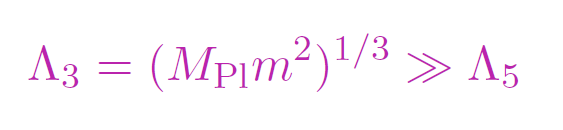 Λ₃ = (M_Pl m²)^{1/3} ≫ Λ₅